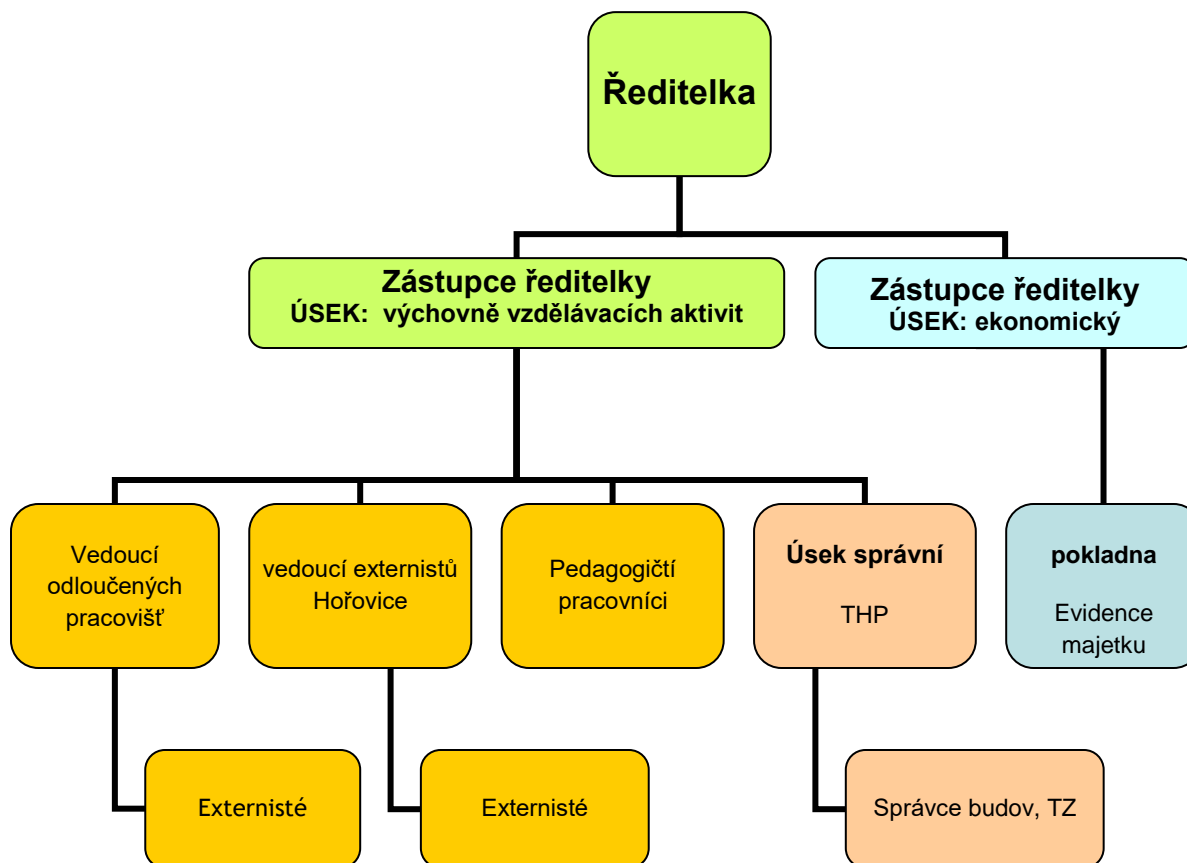 Ředitelka
Zástupce ředitelky
ÚSEK: výchovně vzdělávacích aktivit
Zástupce ředitelky
ÚSEK: ekonomický
Vedoucí
odloučených
pracovišť
vedoucí externistů
Hořovice
Pedagogičtí
pracovníci
Úsek správní
THP
pokladna
Evidence
majetku
Externisté
Externisté
Správce budov, TZ